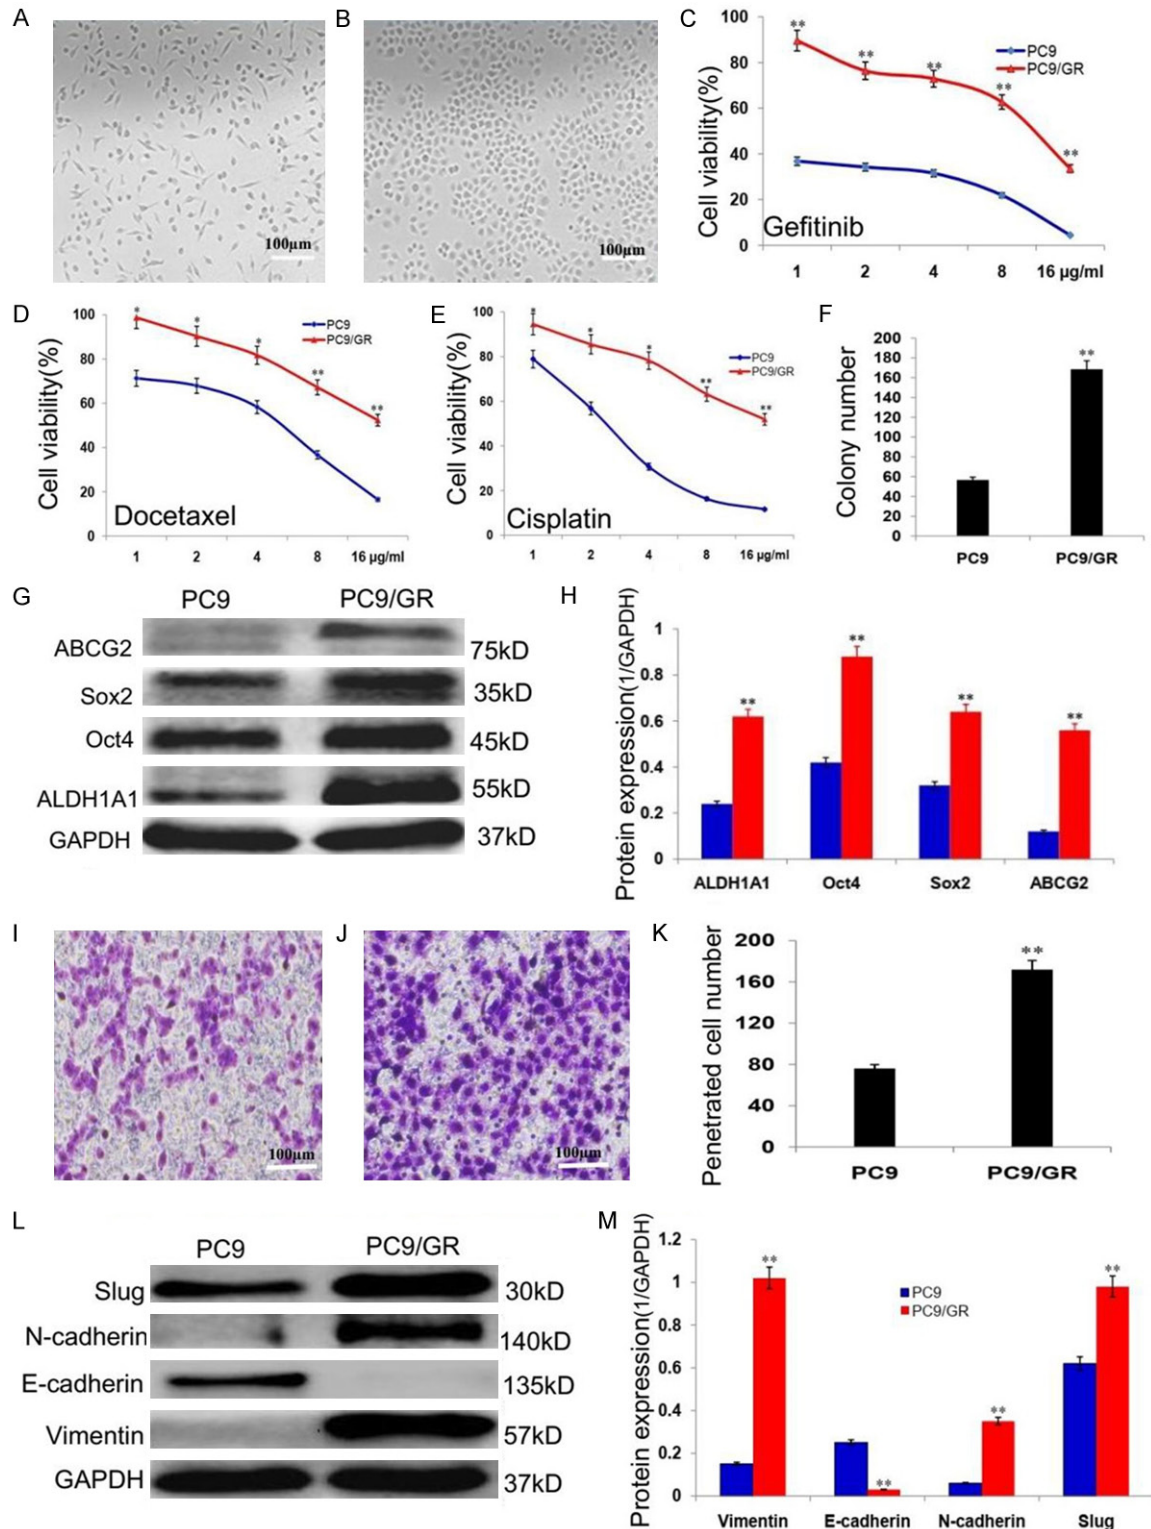 A
100μm
B
100μm
C
Cell viability(%)
100
80
60
40
20
0
**
**
**
**
**
PC9
PC9/GR
Gefitinib
1 2 4 8 16 μg/ml
D
Cell viability(%)
100
80
60
40
20
0
*
*
*
**
**
PC9
PC9/GR
Docetaxel
1 2 4 8 16 μg/ml
E
Cell viability(%)
100
80
60
40
20
0
*
*
*
**
**
PC9
PC9/GR
Cisplatin
1 2 4 8 16 μg/ml
F
Colony number
200
180
160
140
120
100
80
60
40
20
0
**
PC9 PC9/GR
G
PC9 PC9/GR
ABCG2 75kD
Sox2 35kD
Oct4 45kD
ALDH1A1 55kD
GAPDH 37kD
H
Protein expression(1/GAPDH)
1
0.8
0.6
0.4
0.2
0
**
**
**
**
ALDH1A1 Oct4 Sox2 ABCG2
I
100μm
J
100μm
K
Penetrated cell number
200
160
120
80
40
0
**
PC9 PC9/GR
L
PC9 PC9/GR
Slug 30kD
N-cadherin 140kD
E-cadherin 135kD
Vimentin 57kD
GAPDH 37kD
M
Protein expression(1/GAPDH)
1.2
1
0.8
0.6
0.4
0.2
0
**
**
**
**
PC9
PC9/GR
Vimentin E-cadherin N-cadherin Slug